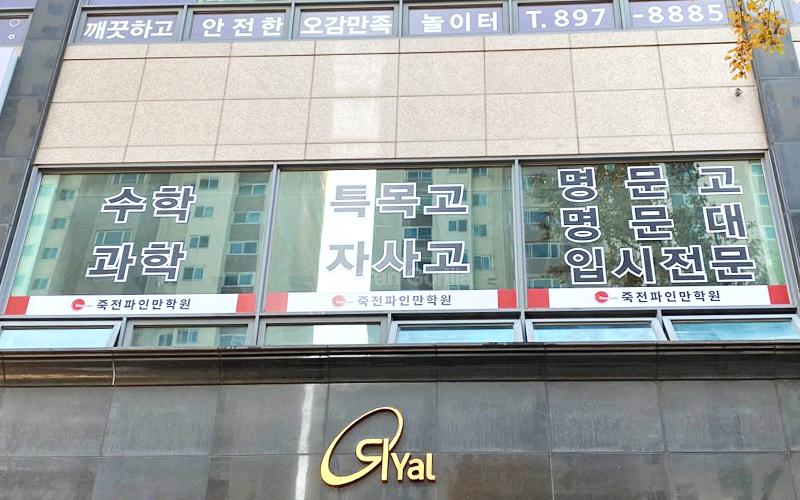 깨끗하고 안전한 오감만족 놀이터 T. 897-8885
수학
과학
특목고
자사고
명문고
명문대
입시전문
죽전파인만학원
죽전파인만학원
죽전파인만학원
GiYal